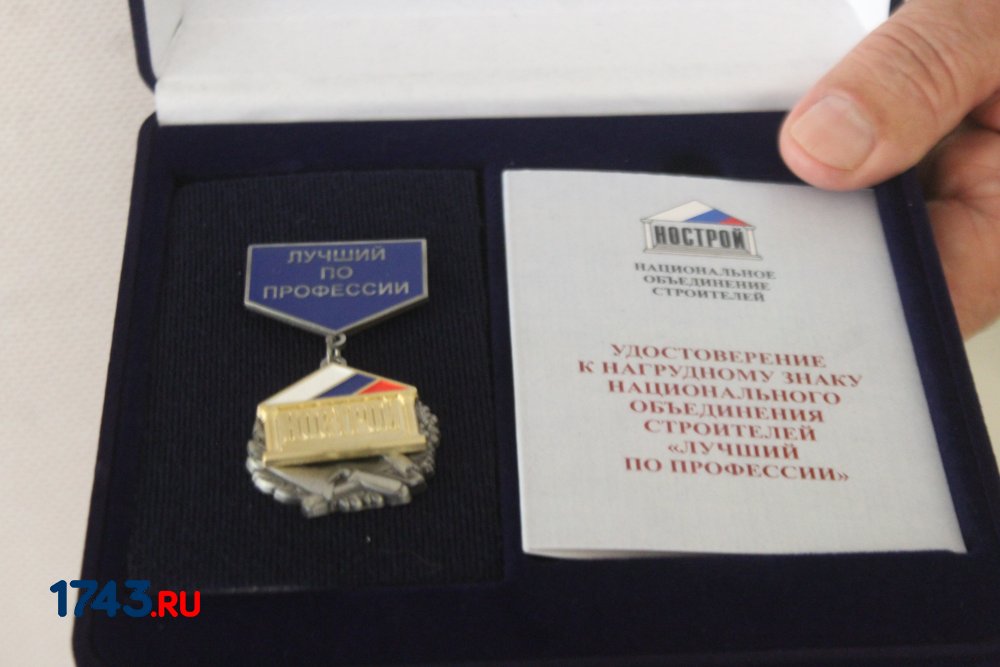 ЛУЧШИЙ
ПО
ПРОФЕССИИ
НОСТРОЙ
НОСТРОЙ
НАЦИОНАЛЬНОЕ
ОБЪЕДИНЕНИЕ
СТРОИТЕЛЕЙ
УДОСТОВЕРЕНИЕ
К НАГРУДНОМУ ЗНАКУ
НАЦИОНАЛЬНОГО
ОБЪЕДИНЕНИЯ
СТРОИТЕЛЕЙ
«ЛУЧШИЙ
ПО ПРОФЕССИИ»
1743.RU